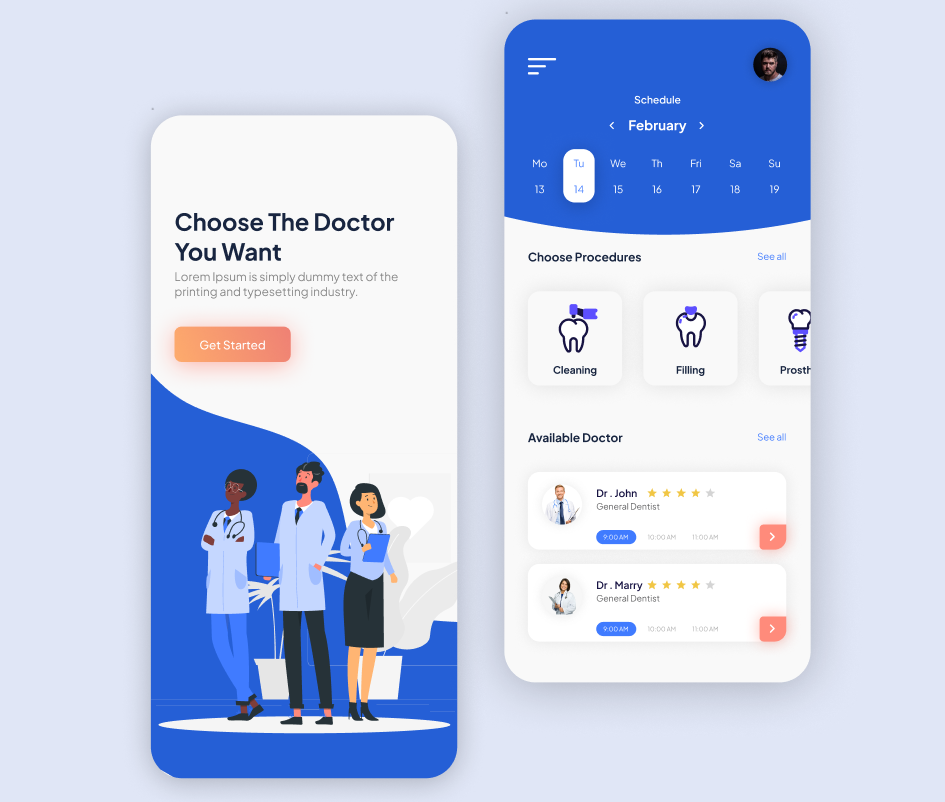 Choose The Doctor
You Want
Lorem Ipsum is simply dummy text of the
printing and typesetting industry.
Get Started
Schedule
February
Mo Tu We Th Fri Sa Su
13 14 15 16 17 18 19
Choose Procedures See all
Cleaning Filling Prosth
Available Doctor See all
Dr . John
General Dentist
9:00 AM 10:00 AM 11:00 AM
Dr . Marry
General Dentist
9:00 AM 10:00 AM 11:00 AM